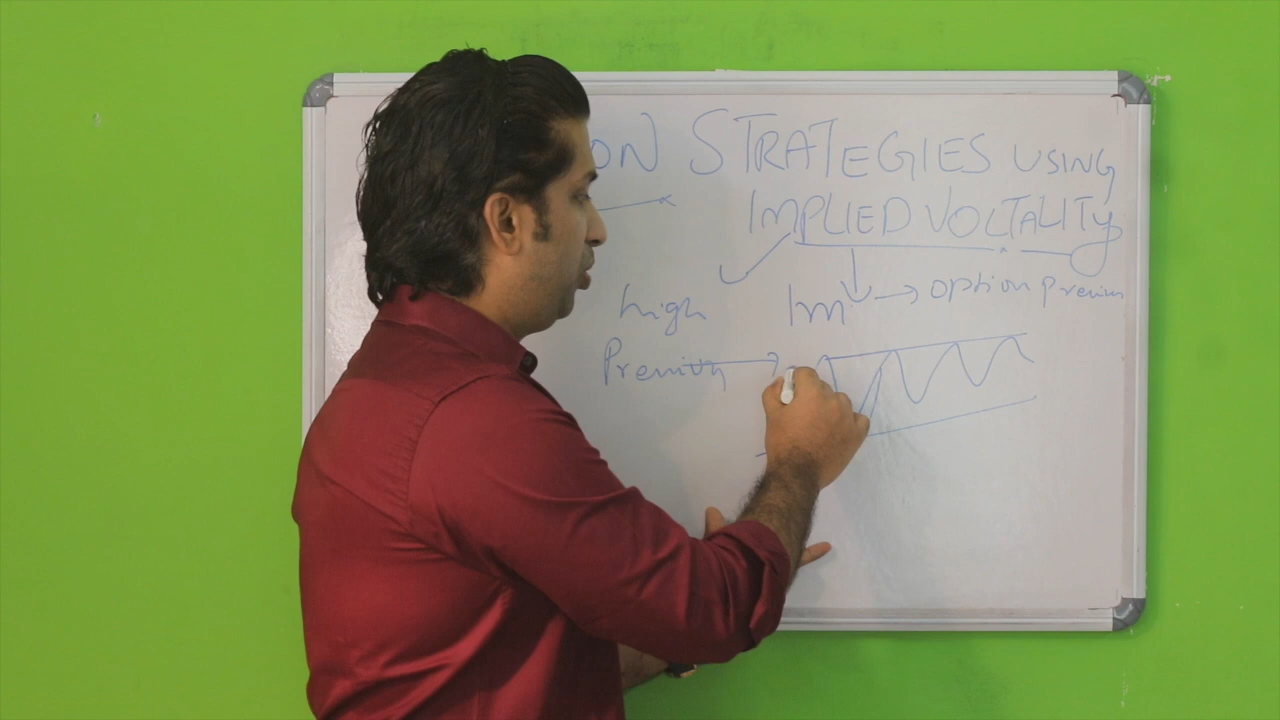 ON STRATEGIES USING
IMPLIED VOLTALITY
high
Im → option premium
Premium →